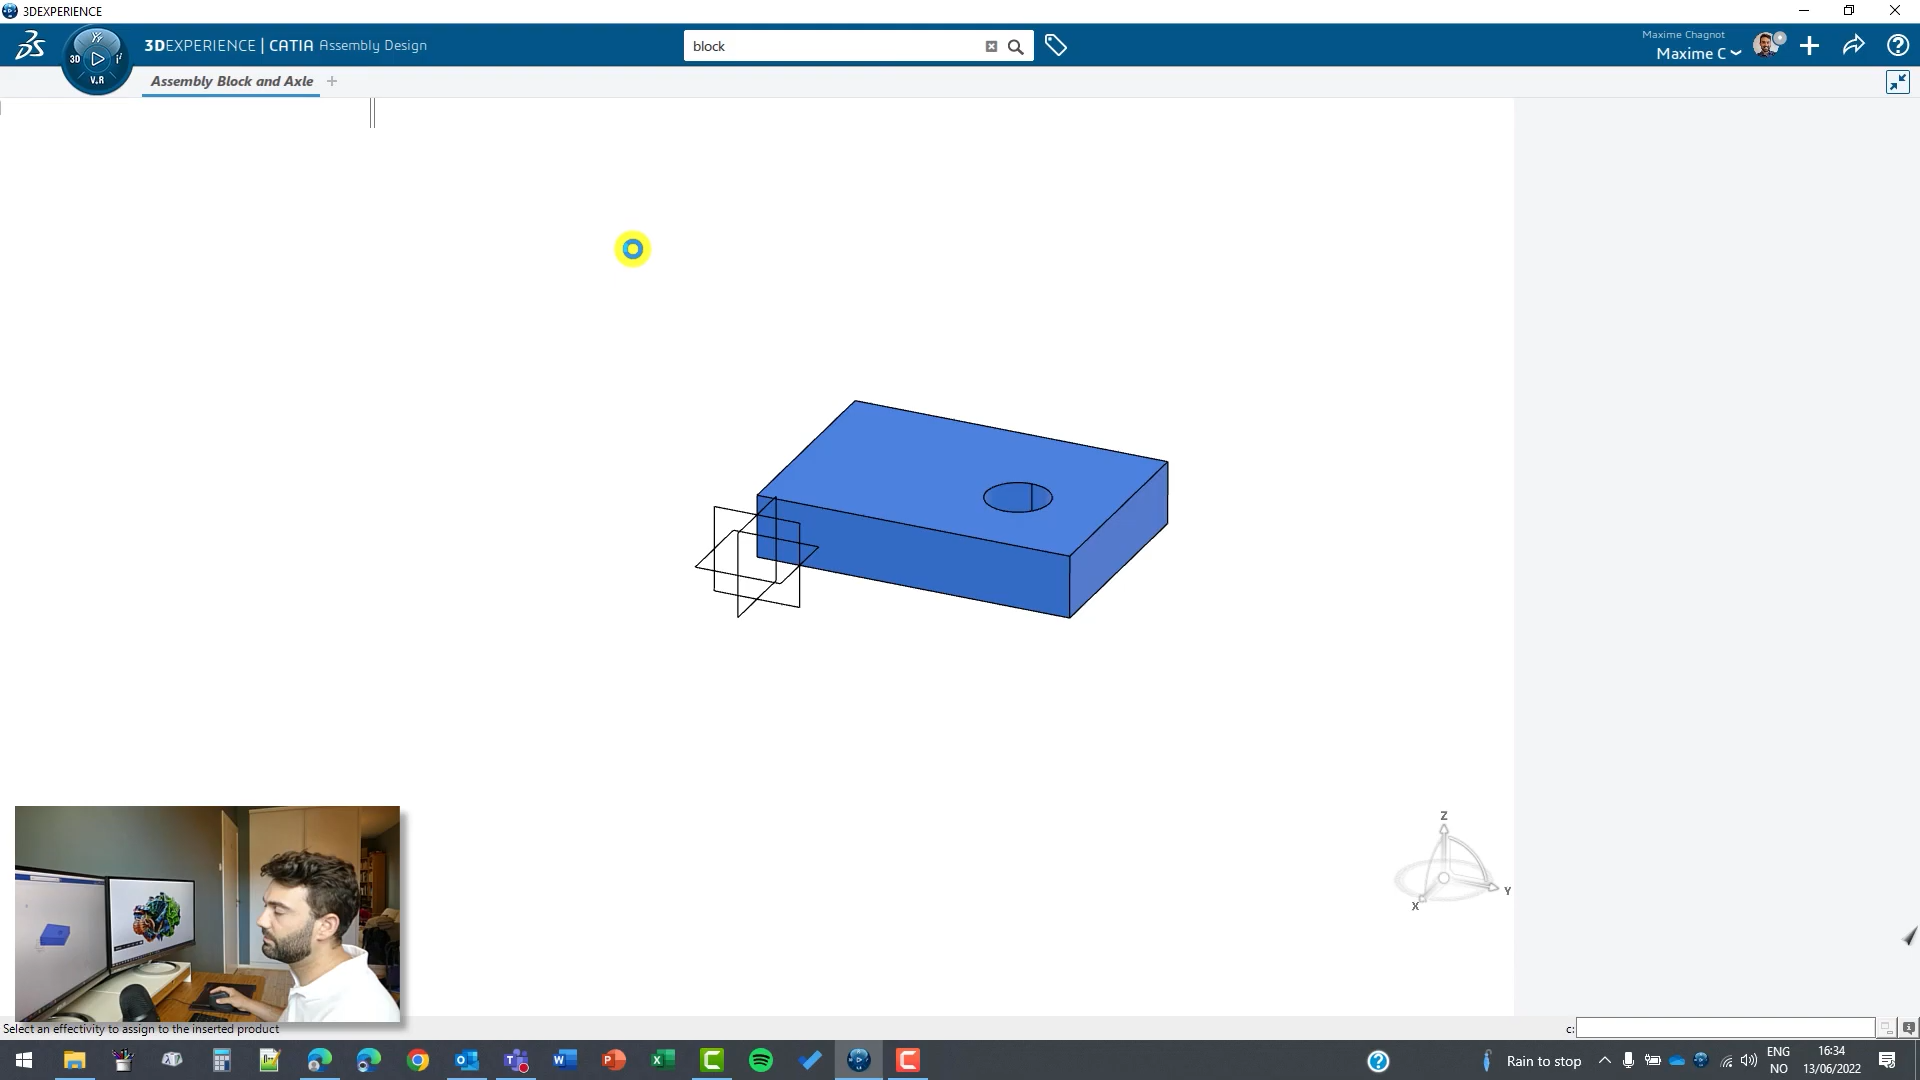 3DEXPERIENCE
3DEXPERIENCE | CATIA Assembly Design
block
Maxime Chagnot
Maxime C
3D
V.R
Assembly Block and Axle
Z
Y
X
Select an effectivity to assign to the inserted product
c:
Rain to stop
ENG
NO
16:34
13/06/2022